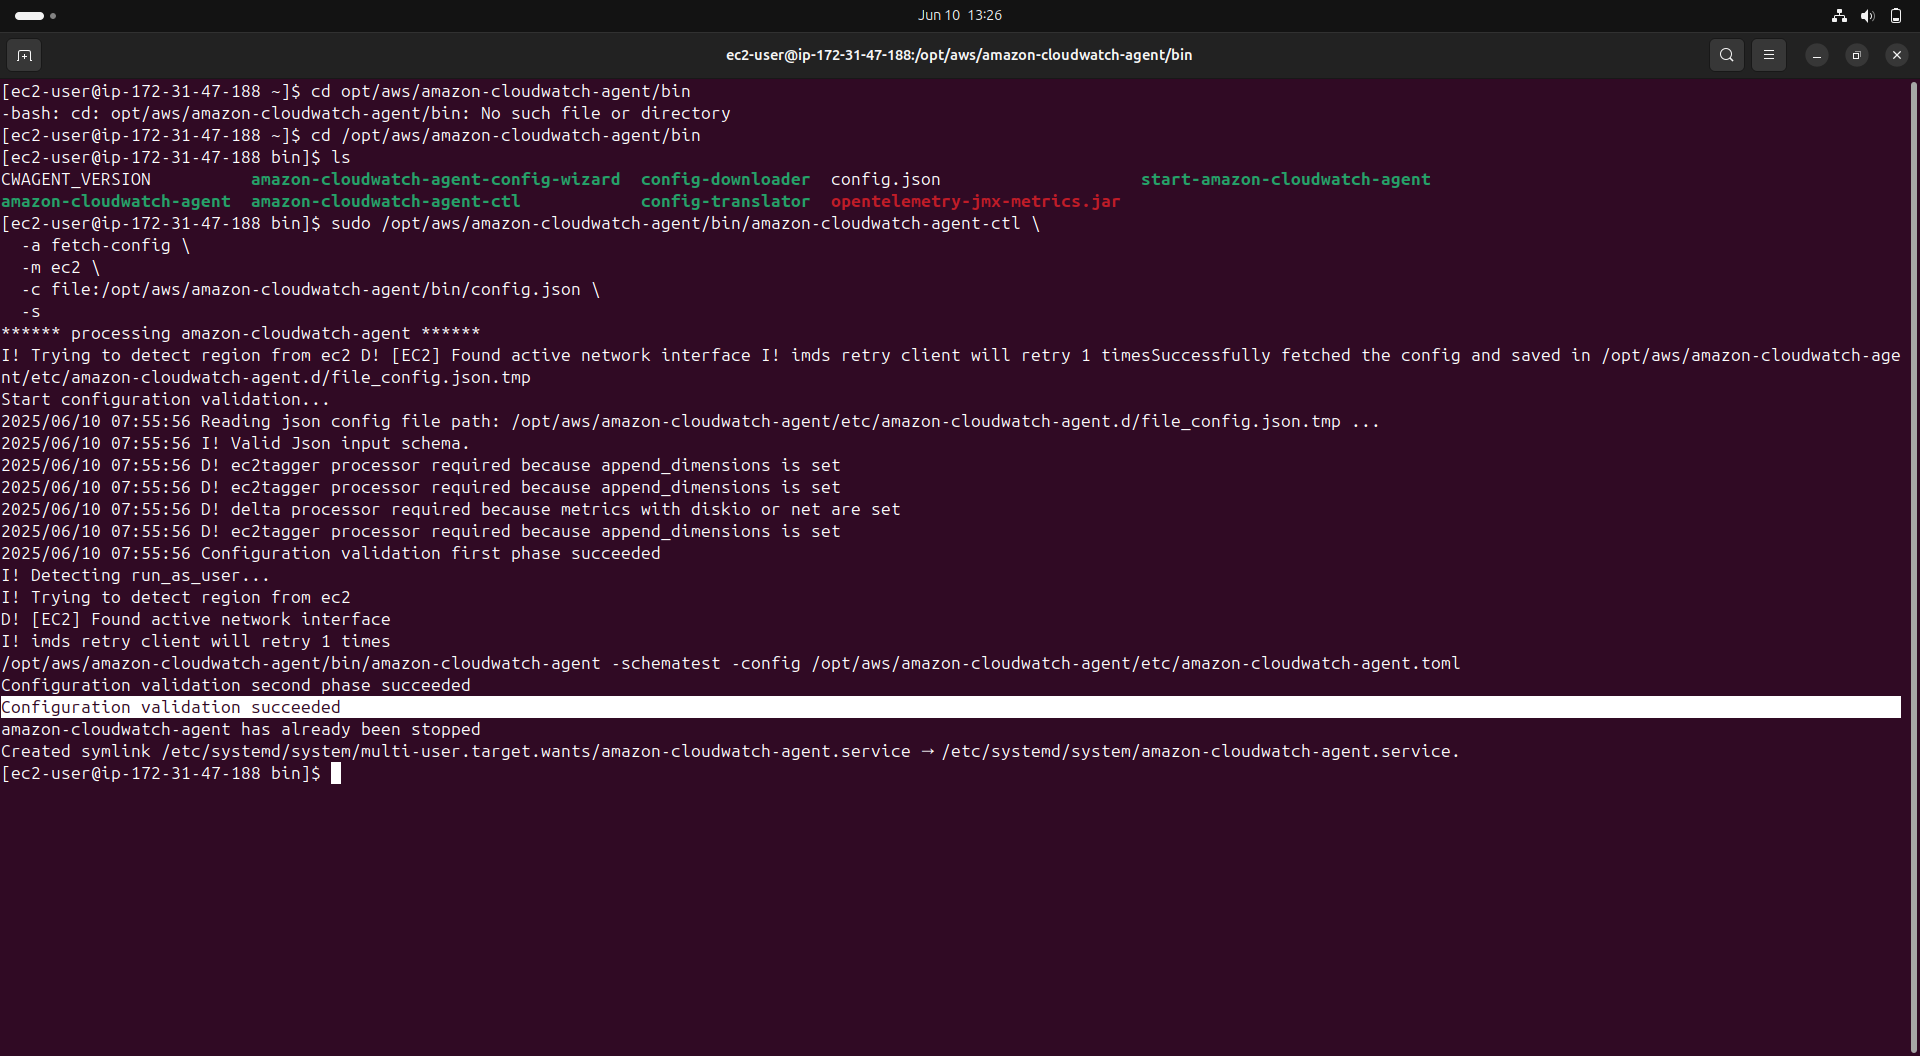 Jun 10 13:26
ec2-user@ip-172-31-47-188:/opt/aws/amazon-cloudwatch-agent/bin
[ec2-user@ip-172-31-47-188 ~]$ cd opt/aws/amazon-cloudwatch-agent/bin
-bash: cd: opt/aws/amazon-cloudwatch-agent/bin: No such file or directory
[ec2-user@ip-172-31-47-188 ~]$ cd /opt/aws/amazon-cloudwatch-agent/bin
[ec2-user@ip-172-31-47-188 bin]$ ls
CWAGENT_VERSION          amazon-cloudwatch-agent-config-wizard  config-downloader  config.json                    start-amazon-cloudwatch-agent
amazon-cloudwatch-agent  amazon-cloudwatch-agent-ctl            config-translator  opentelemetry-jmx-metrics.jar
[ec2-user@ip-172-31-47-188 bin]$ sudo /opt/aws/amazon-cloudwatch-agent/bin/amazon-cloudwatch-agent-ctl \
  -a fetch-config \
  -m ec2 \
  -c file:/opt/aws/amazon-cloudwatch-agent/bin/config.json \
  -s
****** processing amazon-cloudwatch-agent ******
I! Trying to detect region from ec2 D! [EC2] Found active network interface I! imds retry client will retry 1 timesSuccessfully fetched the config and saved in /opt/aws/amazon-cloudwatch-age
nt/etc/amazon-cloudwatch-agent.d/file_config.json.tmp
Start configuration validation...
2025/06/10 07:55:56 Reading json config file path: /opt/aws/amazon-cloudwatch-agent/etc/amazon-cloudwatch-agent.d/file_config.json.tmp ...
2025/06/10 07:55:56 I! Valid Json input schema.
2025/06/10 07:55:56 D! ec2tagger processor required because append_dimensions is set
2025/06/10 07:55:56 D! ec2tagger processor required because append_dimensions is set
2025/06/10 07:55:56 D! delta processor required because metrics with diskio or net are set
2025/06/10 07:55:56 D! ec2tagger processor required because append_dimensions is set
2025/06/10 07:55:56 Configuration validation first phase succeeded
I! Detecting run_as_user...
I! Trying to detect region from ec2
D! [EC2] Found active network interface
I! imds retry client will retry 1 times
/opt/aws/amazon-cloudwatch-agent/bin/amazon-cloudwatch-agent -schematest -config /opt/aws/amazon-cloudwatch-agent/etc/amazon-cloudwatch-agent.toml
Configuration validation second phase succeeded
Configuration validation succeeded
amazon-cloudwatch-agent has already been stopped
Created symlink /etc/systemd/system/multi-user.target.wants/amazon-cloudwatch-agent.service → /etc/systemd/system/amazon-cloudwatch-agent.service.
[ec2-user@ip-172-31-47-188 bin]$